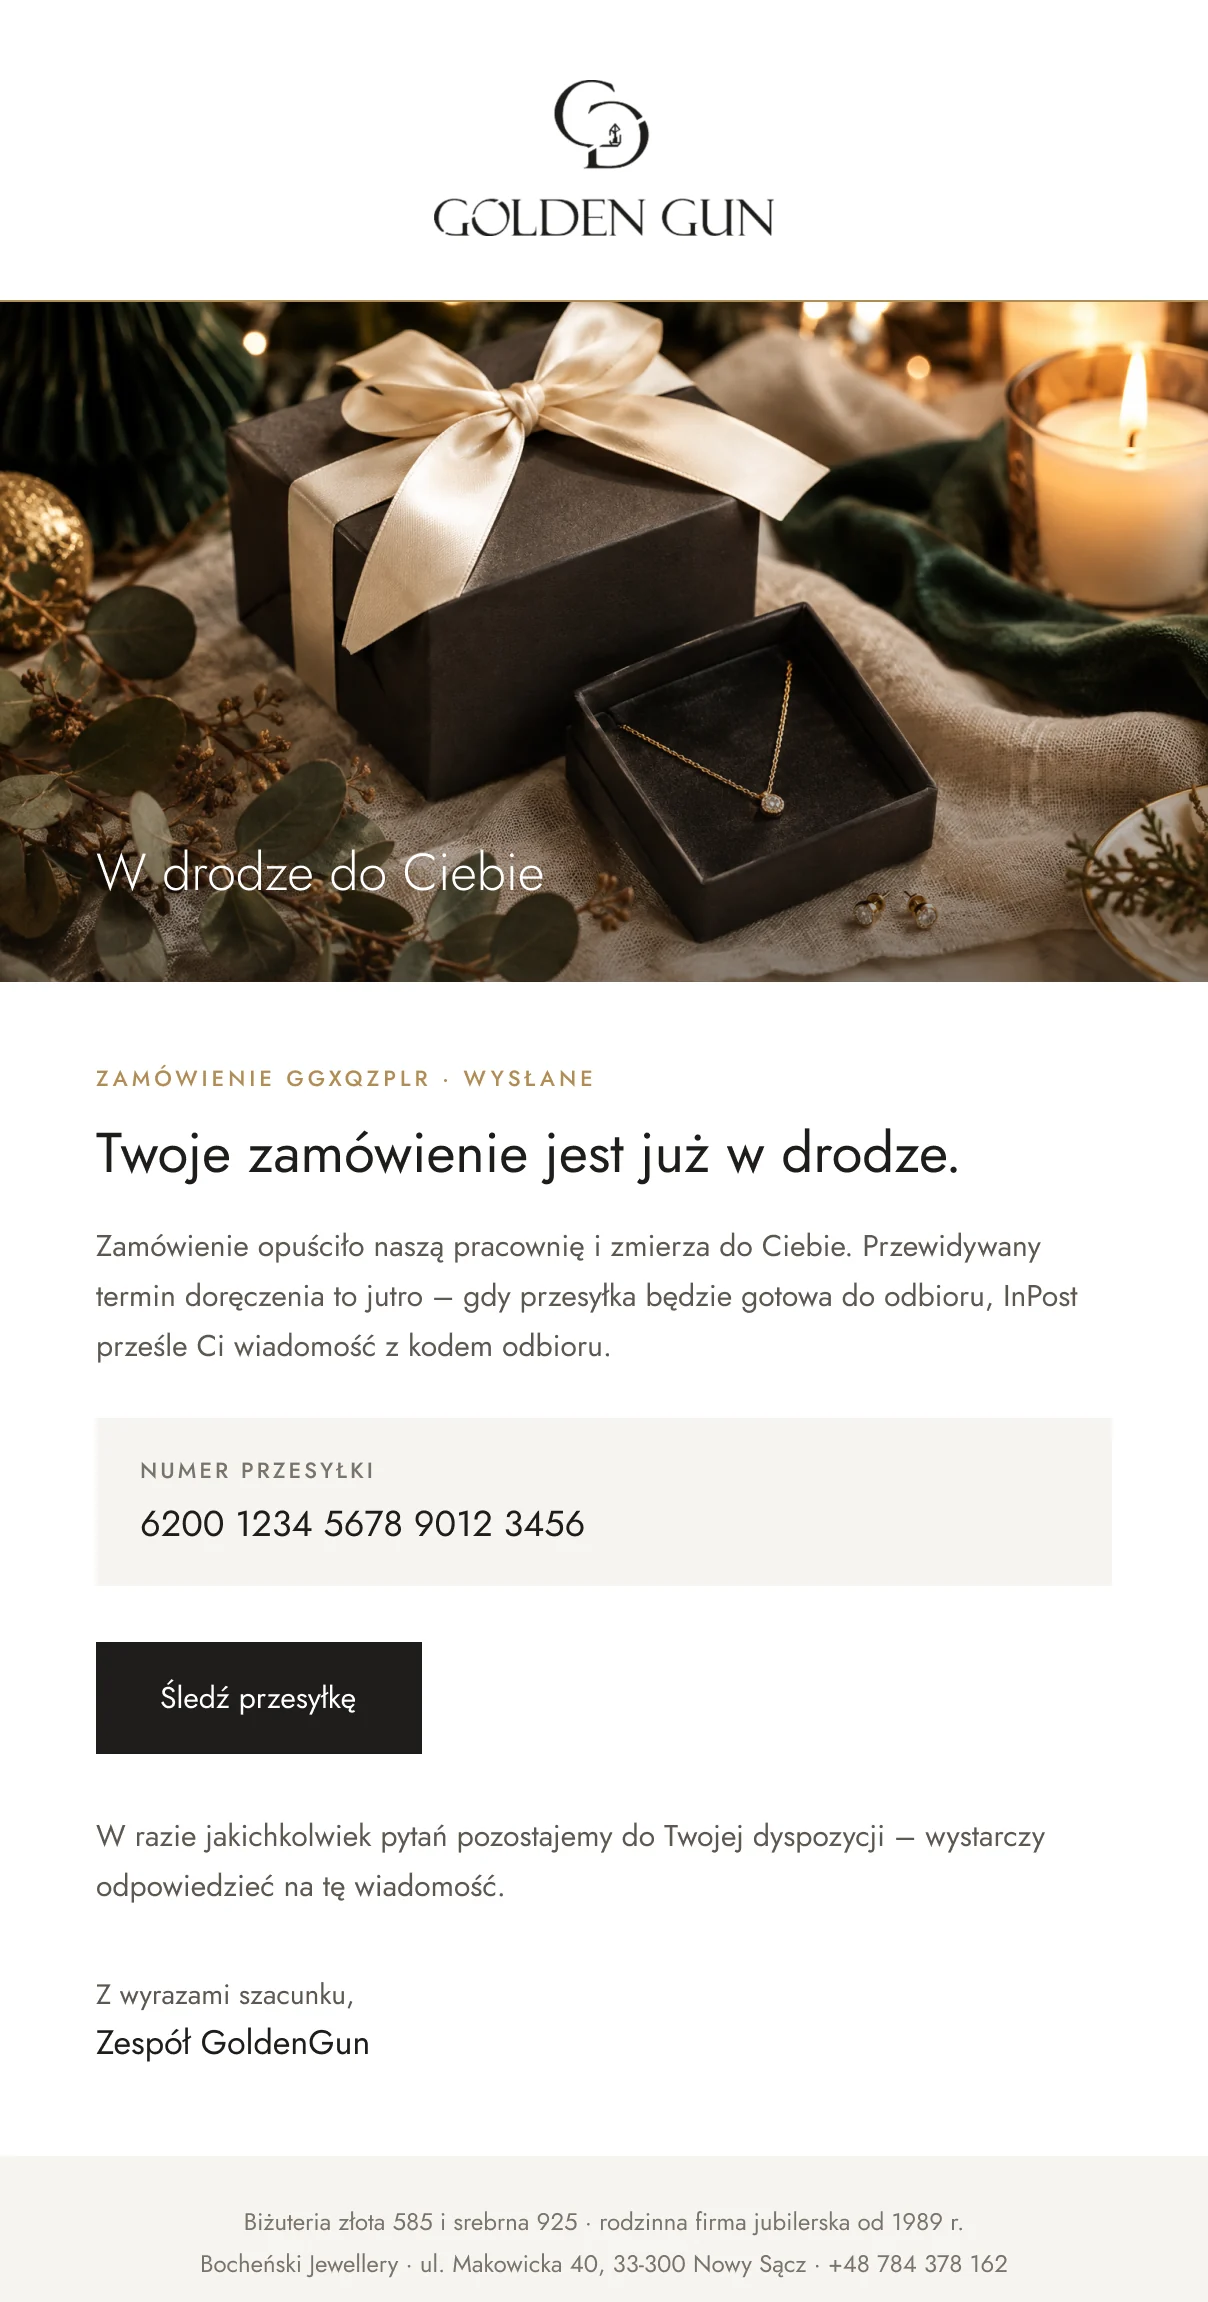 GOLDEN GUN
W drodze do Ciebie
ZAMÓWIENIE GGXQZPLR · WYSŁANE
Twoje zamówienie jest już w drodze.
Zamówienie opuściło naszą pracownię i zmierza do Ciebie. Przewidywany
termin doręczenia to jutro – gdy przesyłka będzie gotowa do odbioru, InPost
prześle Ci wiadomość z kodem odbioru.
NUMER PRZESYŁKI
6200 1234 5678 9012 3456
Śledź przesyłkę
W razie jakichkolwiek pytań pozostajemy do Twojej dyspozycji – wystarczy
odpowiedzieć na tę wiadomość.
Z wyrazami szacunku,
Zespół GoldenGun
Biżuteria złota 585 i srebrna 925 · rodzinna firma jubilerska od 1989 r.
Bocheński Jewellery · ul. Makowicka 40, 33-300 Nowy Sącz · +48 784 378 162